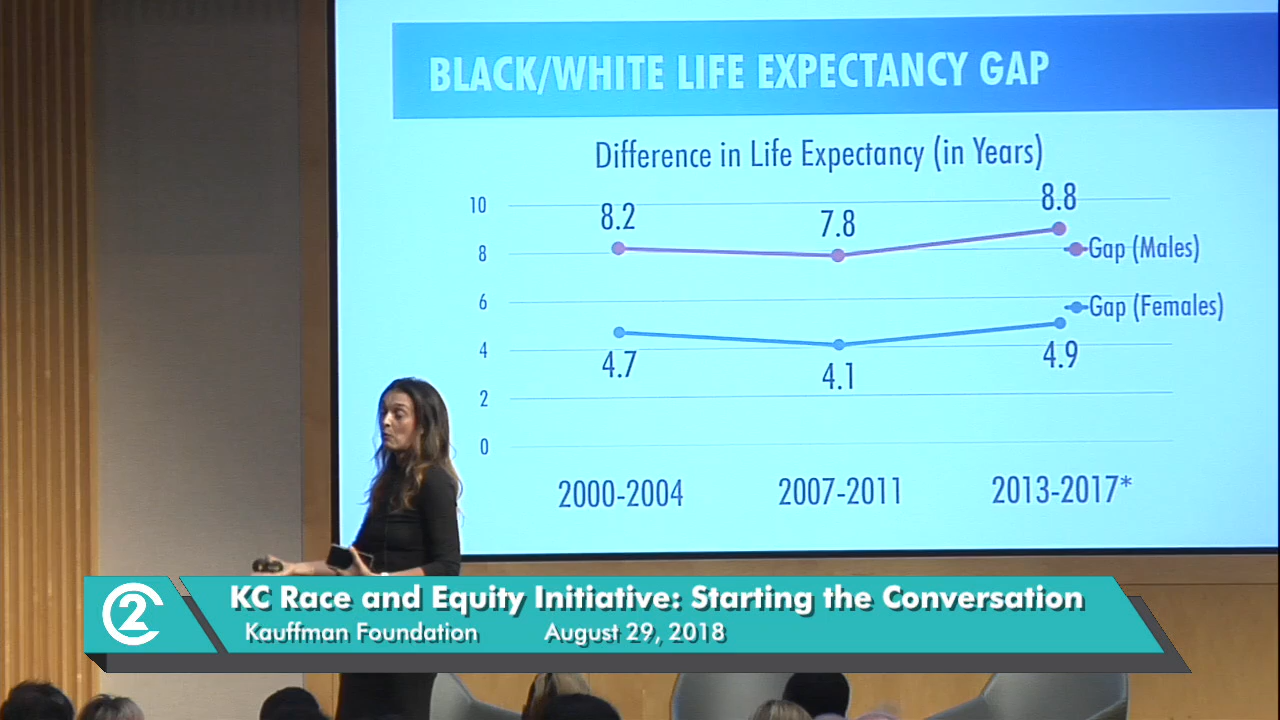 BLACK/WHITE LIFE EXPECTANCY GAP
Difference in Life Expectancy (in Years)
10
8
6
4
2
0
8.2
7.8
8.8
Gap (Males)
Gap (Females)
4.7
4.1
4.9
2000-2004
2007-2011
2013-2017*
2
KC Race and Equity Initiative: Starting the Conversation
Kauffman Foundation August 29, 2018